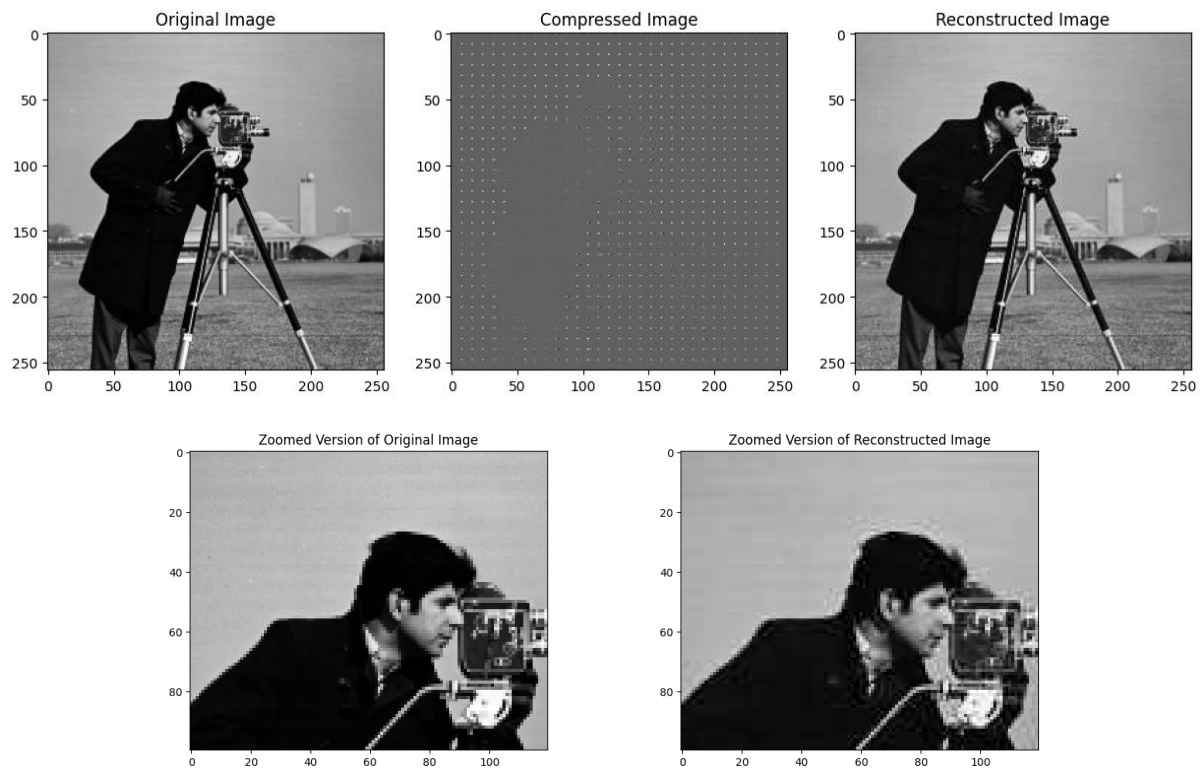 Original Image Compressed Image Reconstructed Image
0 0 0
50 50 50
100 100 100
150 150 150
200 200 200
250 250 250
0 50 100 150 200 250 0 50 100 150 200 250 0 50 100 150 200 250
Zoomed Version of Original Image Zoomed Version of Reconstructed Image
0 0
20 20
40 40
60 60
80 80
0 20 40 60 80 100 0 20 40 60 80 100